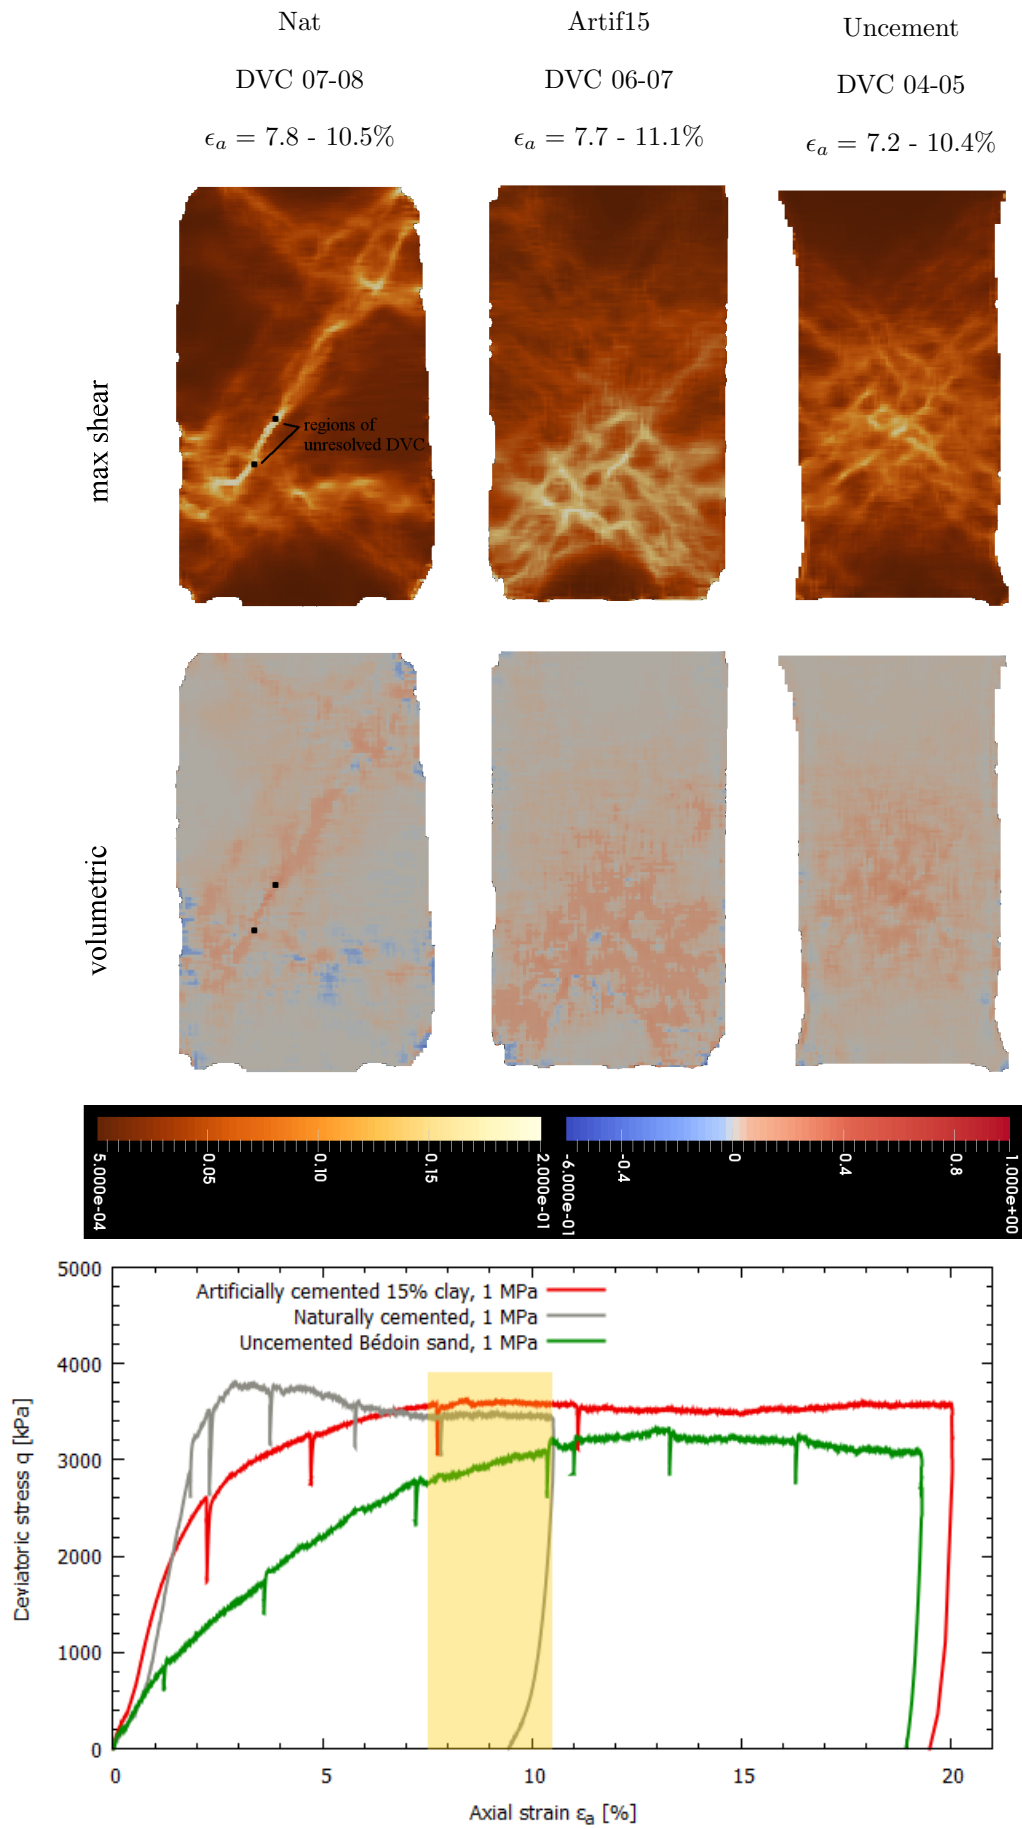 Nat
DVC 07-08
ϵa = 7.8 - 10.5%
Artif15
DVC 06-07
ϵa = 7.7 - 11.1%
Uncement
DVC 04-05
ϵa = 7.2 - 10.4%
max shear
regions of
unresolved DVC
volumetric
5.000e-04
0.05
0.10
0.15
2.000e-01
-6.000e-01
-0.4
0
0.4
0.8
1.000e+00
Artificially cemented 15% clay, 1 MPa
Naturally cemented, 1 MPa
Uncemented Bédoin sand, 1 MPa
Deviatoric stress q [kPa]
5000
4000
3000
2000
1000
0
0 5 10 15 20
Axial strain εa [%]